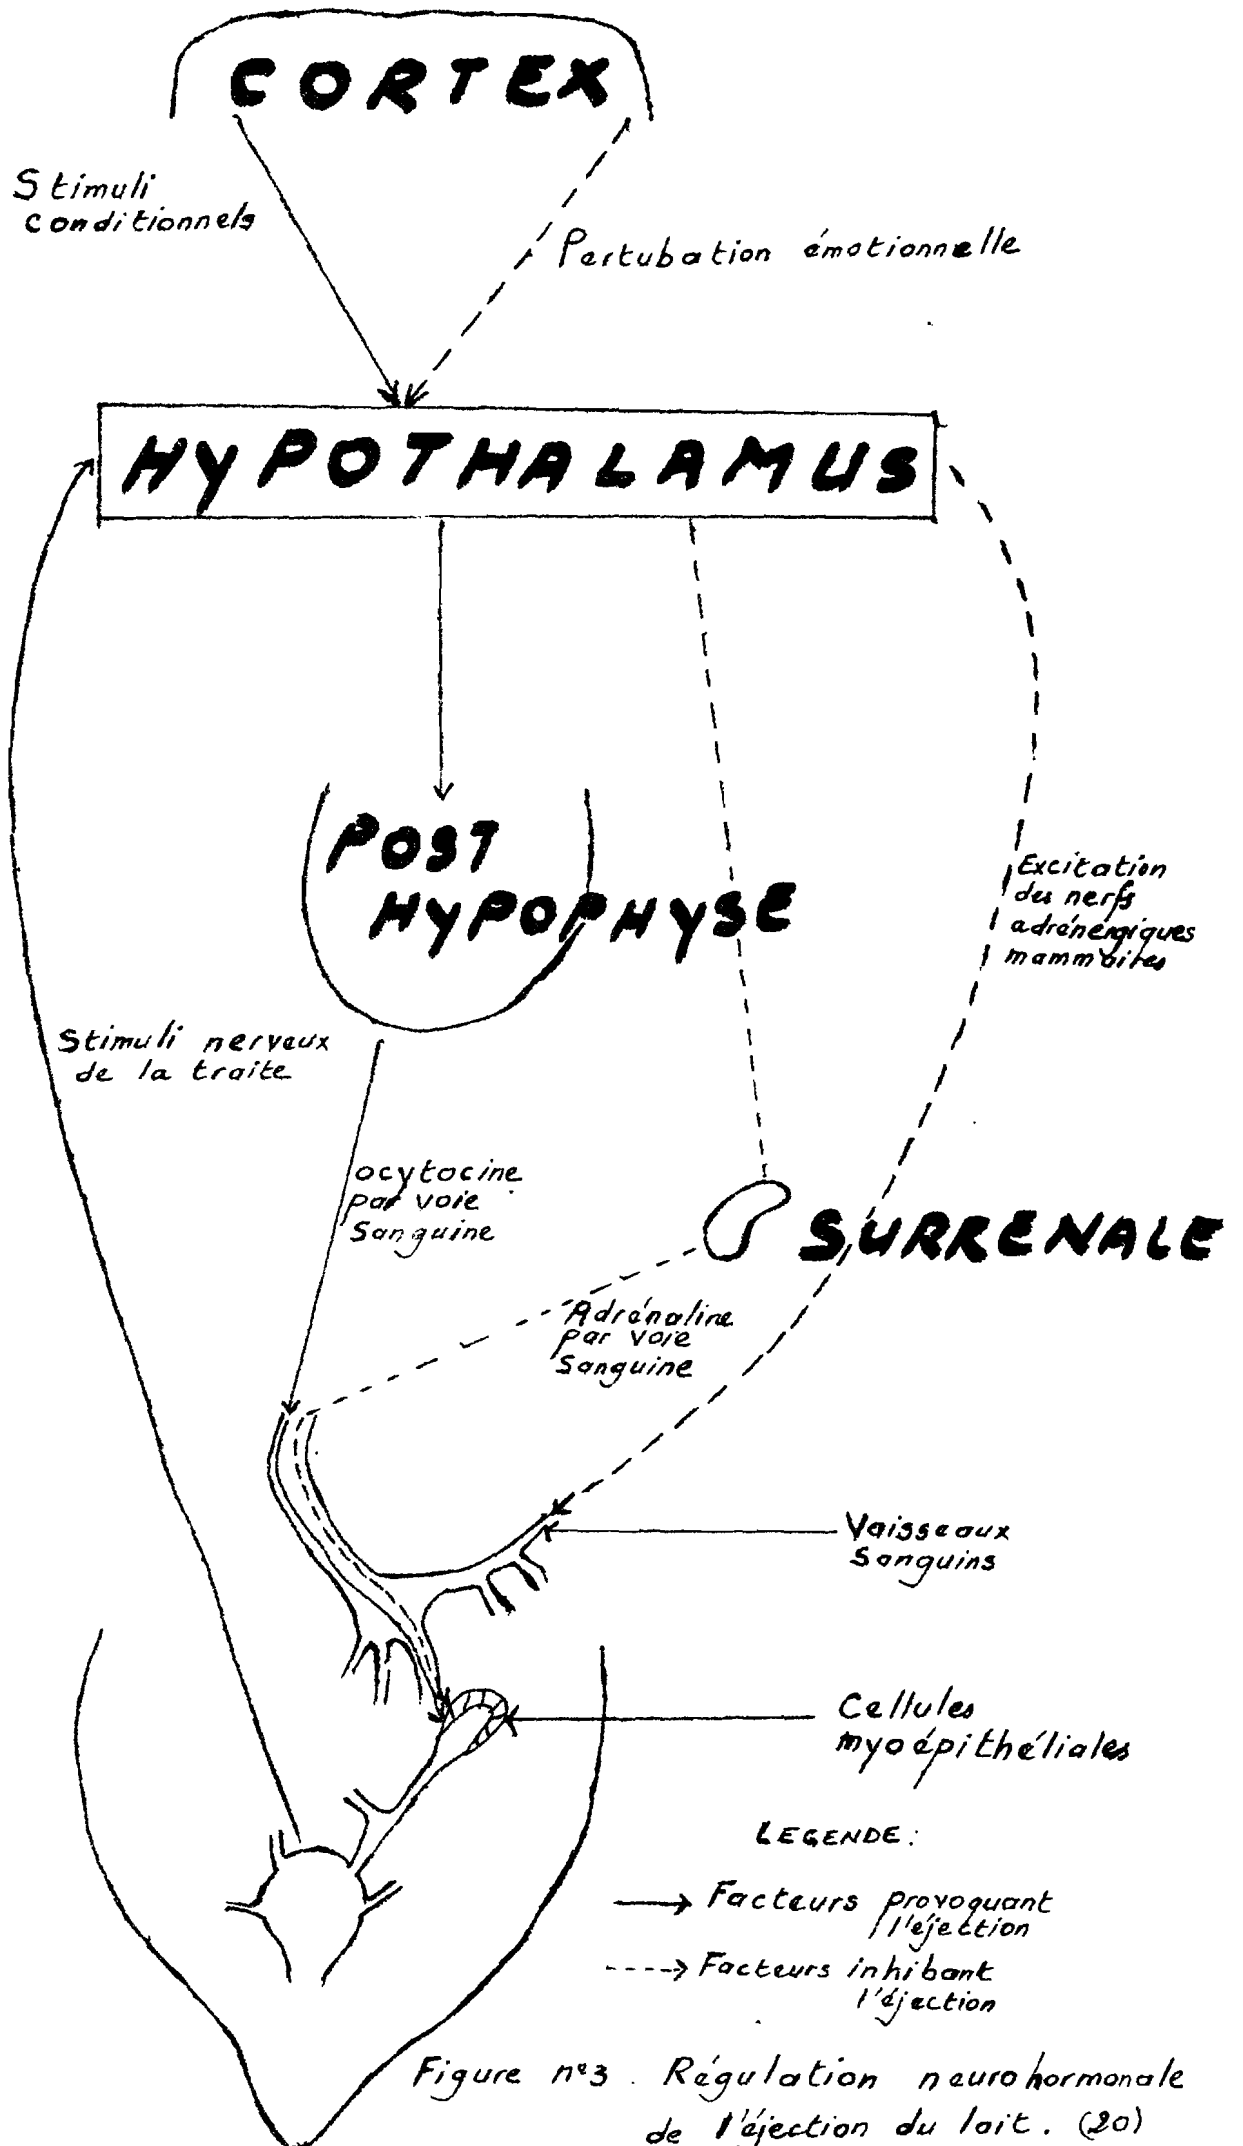 CORTEX
Stimuli
conditionnels
Pertubation émotionnelle
HYPOTHALAMUS
POST
HYPOPHYSE
Excitation
des nerfs
adrénergiques
mammaires
Stimuli nerveux
de la traite
ocytocine
par voie
Sanguine
SURRENALE
Adrénaline
par voie
Sanguine
Vaisseaux
Sanguins
Cellules
myoépithéliales
LEGENDE:
Facteurs provoquant
l'éjection
Facteurs inhibant
l'éjection
Figure n°3. Régulation neurohormonale
de l'éjection du lait. (20)